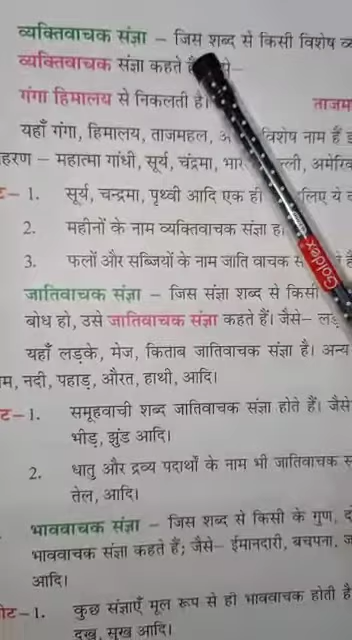 व्यक्तिवाचक संज्ञा – जिस शब्द से किसी विशेष
व्यक्तिवाचक संज्ञा कहते
गंगा हिमालय से निकलती है। ताजम
यहाँ गंगा, हिमालय, ताजमहल, विशेष नाम हैं
हरण – महात्मा गांधी, सूर्य, चंद्रमा, भार ल्ली, अमेरिक
ट– 1. सूर्य, चन्द्रमा, पृथ्वी आदि एक ही लिए ये
2. महीनों के नाम व्यक्तिवाचक संज्ञा
3. फलों और सब्जियों के नाम जाति वाचक
Goldex
जातिवाचक संज्ञा – जिस संज्ञा शब्द से किसी
बोध हो, उसे जातिवाचक संज्ञा कहते हैं। जैसे–
यहाँ लड़के, मेज, किताब जातिवाचक संज्ञा है। अन्य
म, नदी, पहाड़, औरत, हाथी, आदि।
ट– 1. समूहवाची शब्द जातिवाचक संज्ञा होते हैं। जैसे
भीड़, झुंड आदि।
2. धातु और द्रव्य पदार्थों के नाम भी जातिवाचक
तेल, आदि।
भाववाचक संज्ञा – जिस शब्द से किसी के गुण,
भाववाचक संज्ञा कहते हैं; जैसे– ईमानदारी, बचपना,
आदि।
ोट– 1. कुछ संज्ञाएँ मूल रूप से ही भाववाचक होती है
दुख, सुख आदि।